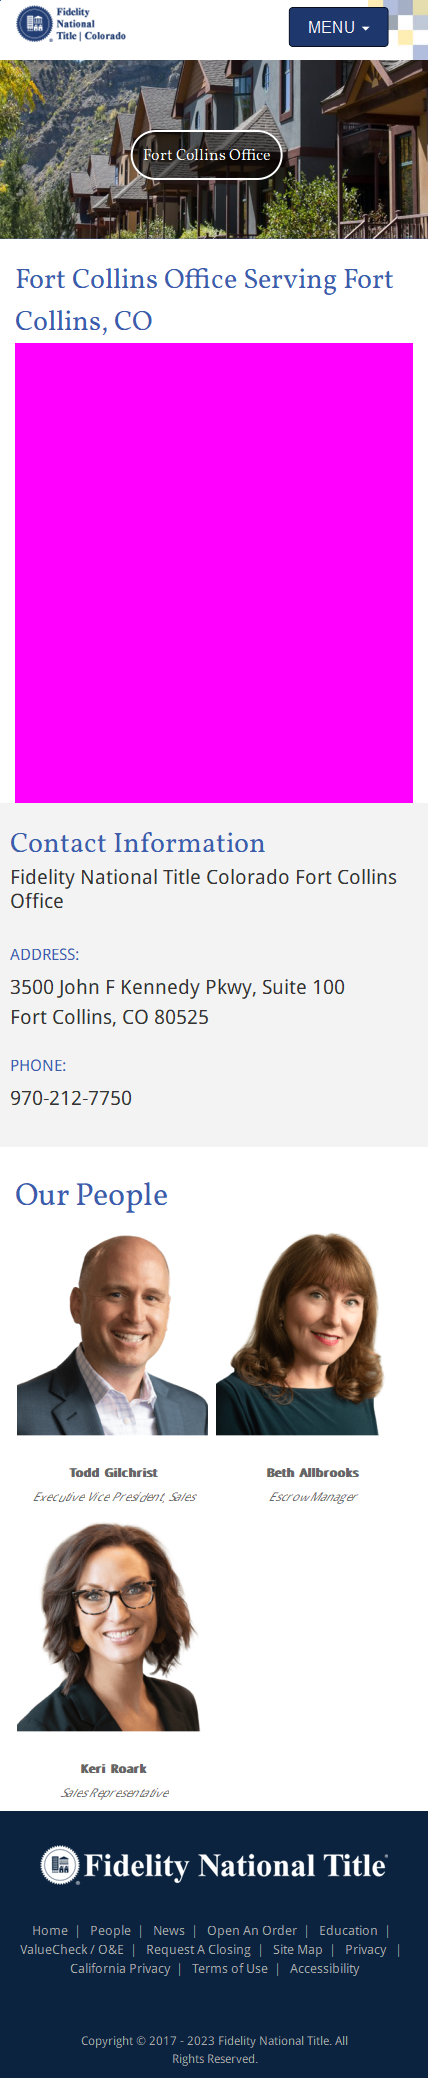 Fidelity
National
Title | Colorado
MENU
Fort Collins Office
Fort Collins Office Serving Fort
Collins, CO
Contact Information
Fidelity National Title Colorado Fort Collins
Office
ADDRESS:
3500 John F Kennedy Pkwy, Suite 100
Fort Collins, CO 80525
PHONE:
970-212-7750
Our People
Todd Gilchrist
Beth Allbrooks
Executive Vice President, Sales
Escrow Manager
Keri Roark
Sales Representative
Fidelity National Title®
Home | People | News | Open An Order | Education |
ValueCheck / O&E | Request A Closing | Site Map | Privacy |
California Privacy | Terms of Use | Accessibility
Copyright © 2017 - 2023 Fidelity National Title. All
Rights Reserved.